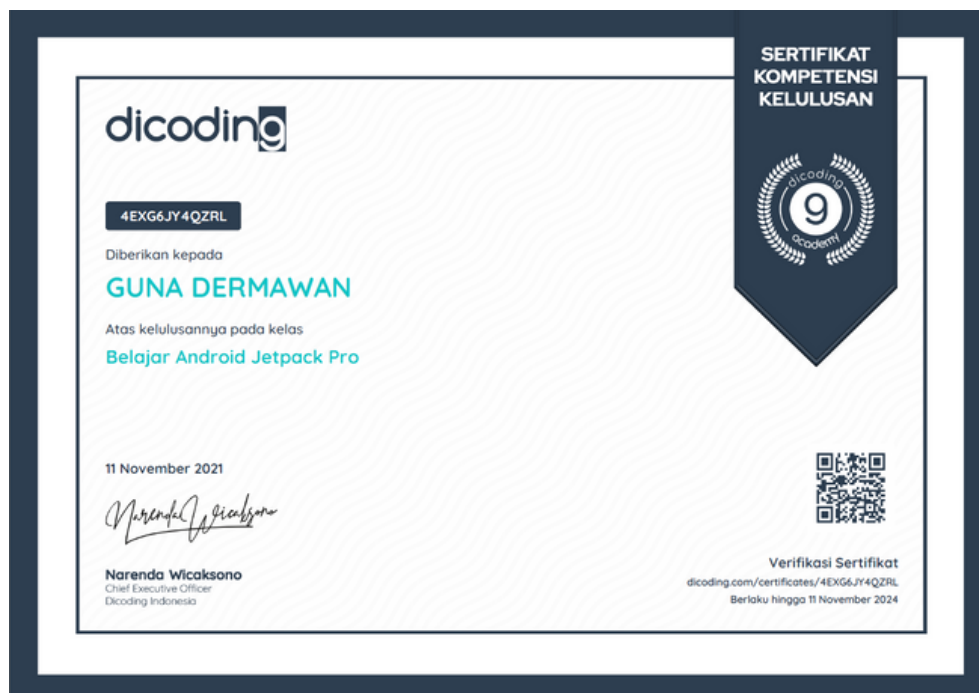 SERTIFIKAT
KOMPETENSI
KELULUSAN
dicoding
dicoding
9
academy
4EXG6JY4QZRL
Diberikan kepada
GUNA DERMAWAN
Atas kelulusannya pada kelas
Belajar Android Jetpack Pro
11 November 2021
Narenda Wicaksono
Narenda Wicaksono
Chief Executive Officer
Dicoding Indonesia
Verifikasi Sertifikat
dicoding.com/certificates/4EXG6JY4QZRL
Berlaku hingga 11 November 2024